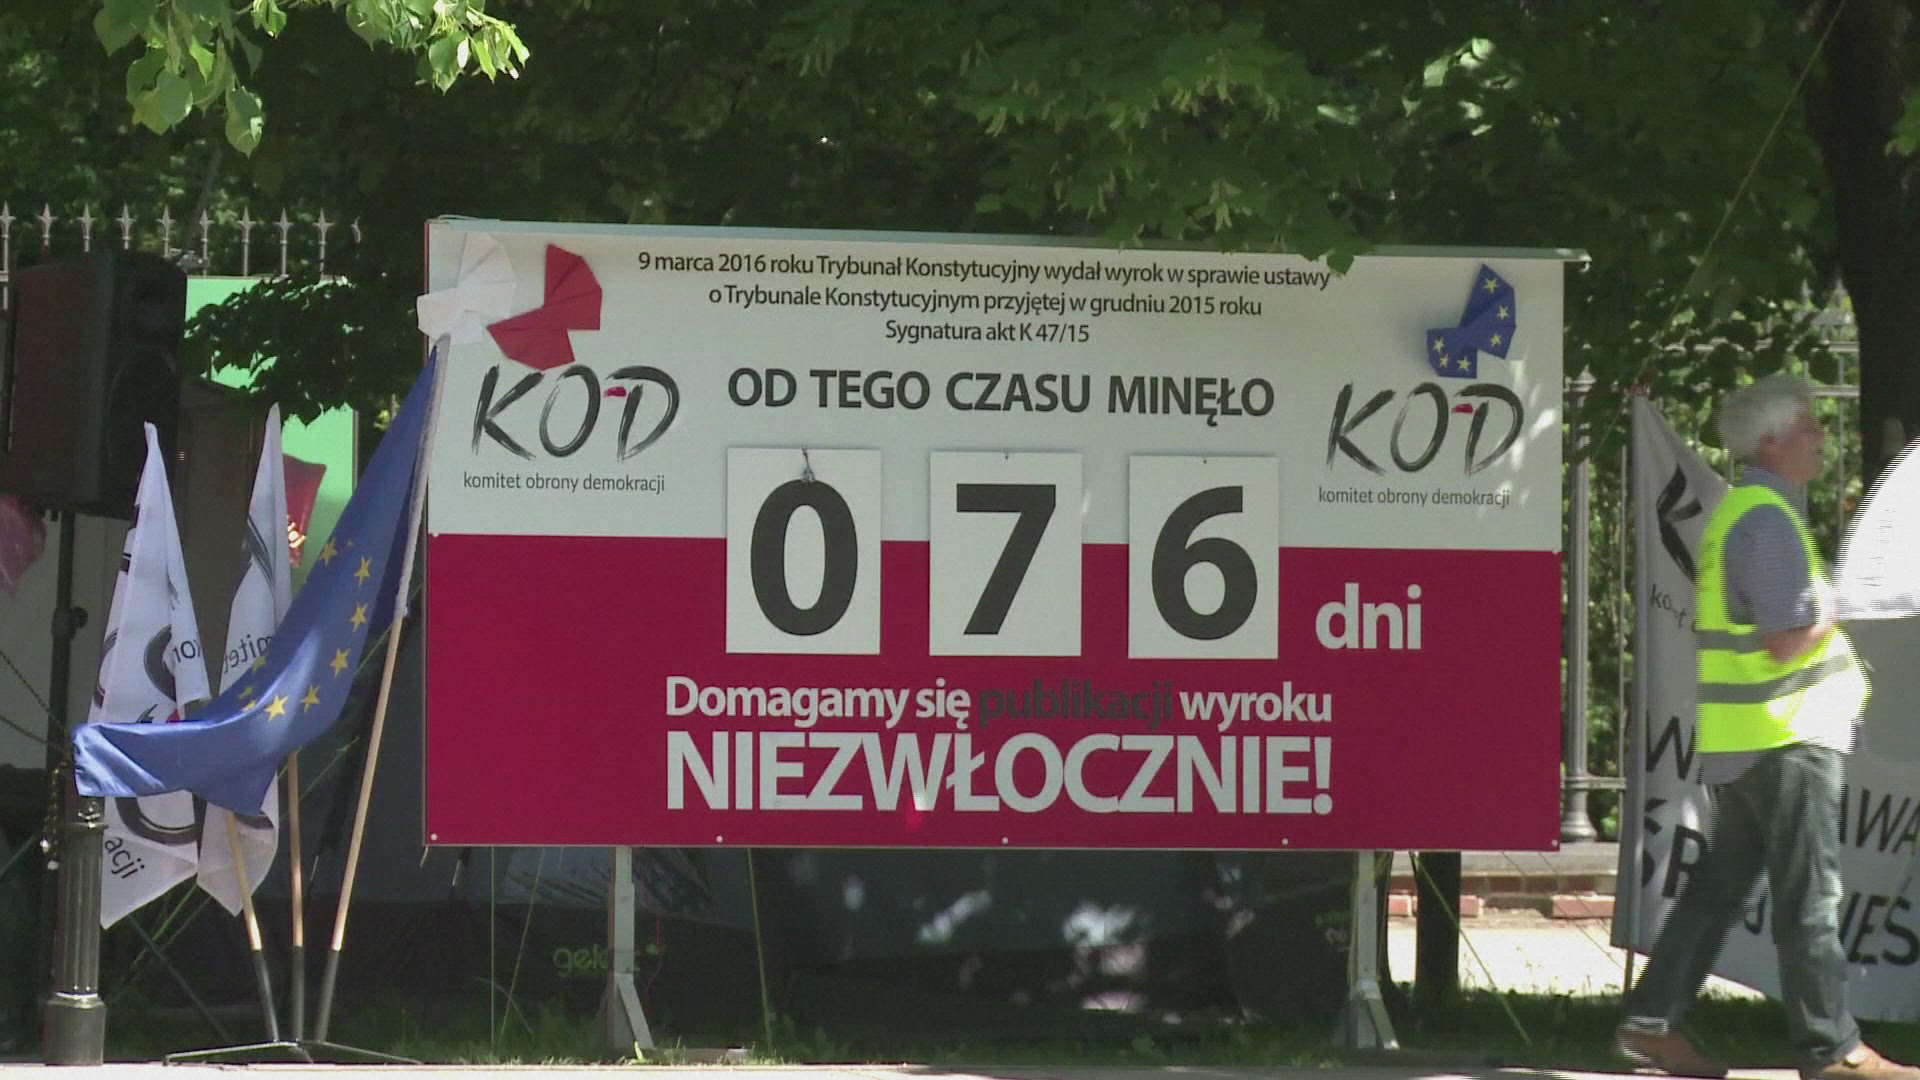 9 marca 2016 roku Trybunał Konstytucyjny wydał wyrok w sprawie ustawy
o Trybunale Konstytucyjnym przyjętej w grudniu 2015 roku
Sygnatura akt K 47/15
KOD
komitet obrony demokracji
OD TEGO CZASU MINĘŁO
KOD
komitet obrony demokracji
0 7 6 dni
Domagamy się publikacji wyroku
NIEZWŁOCZNIE!
acji